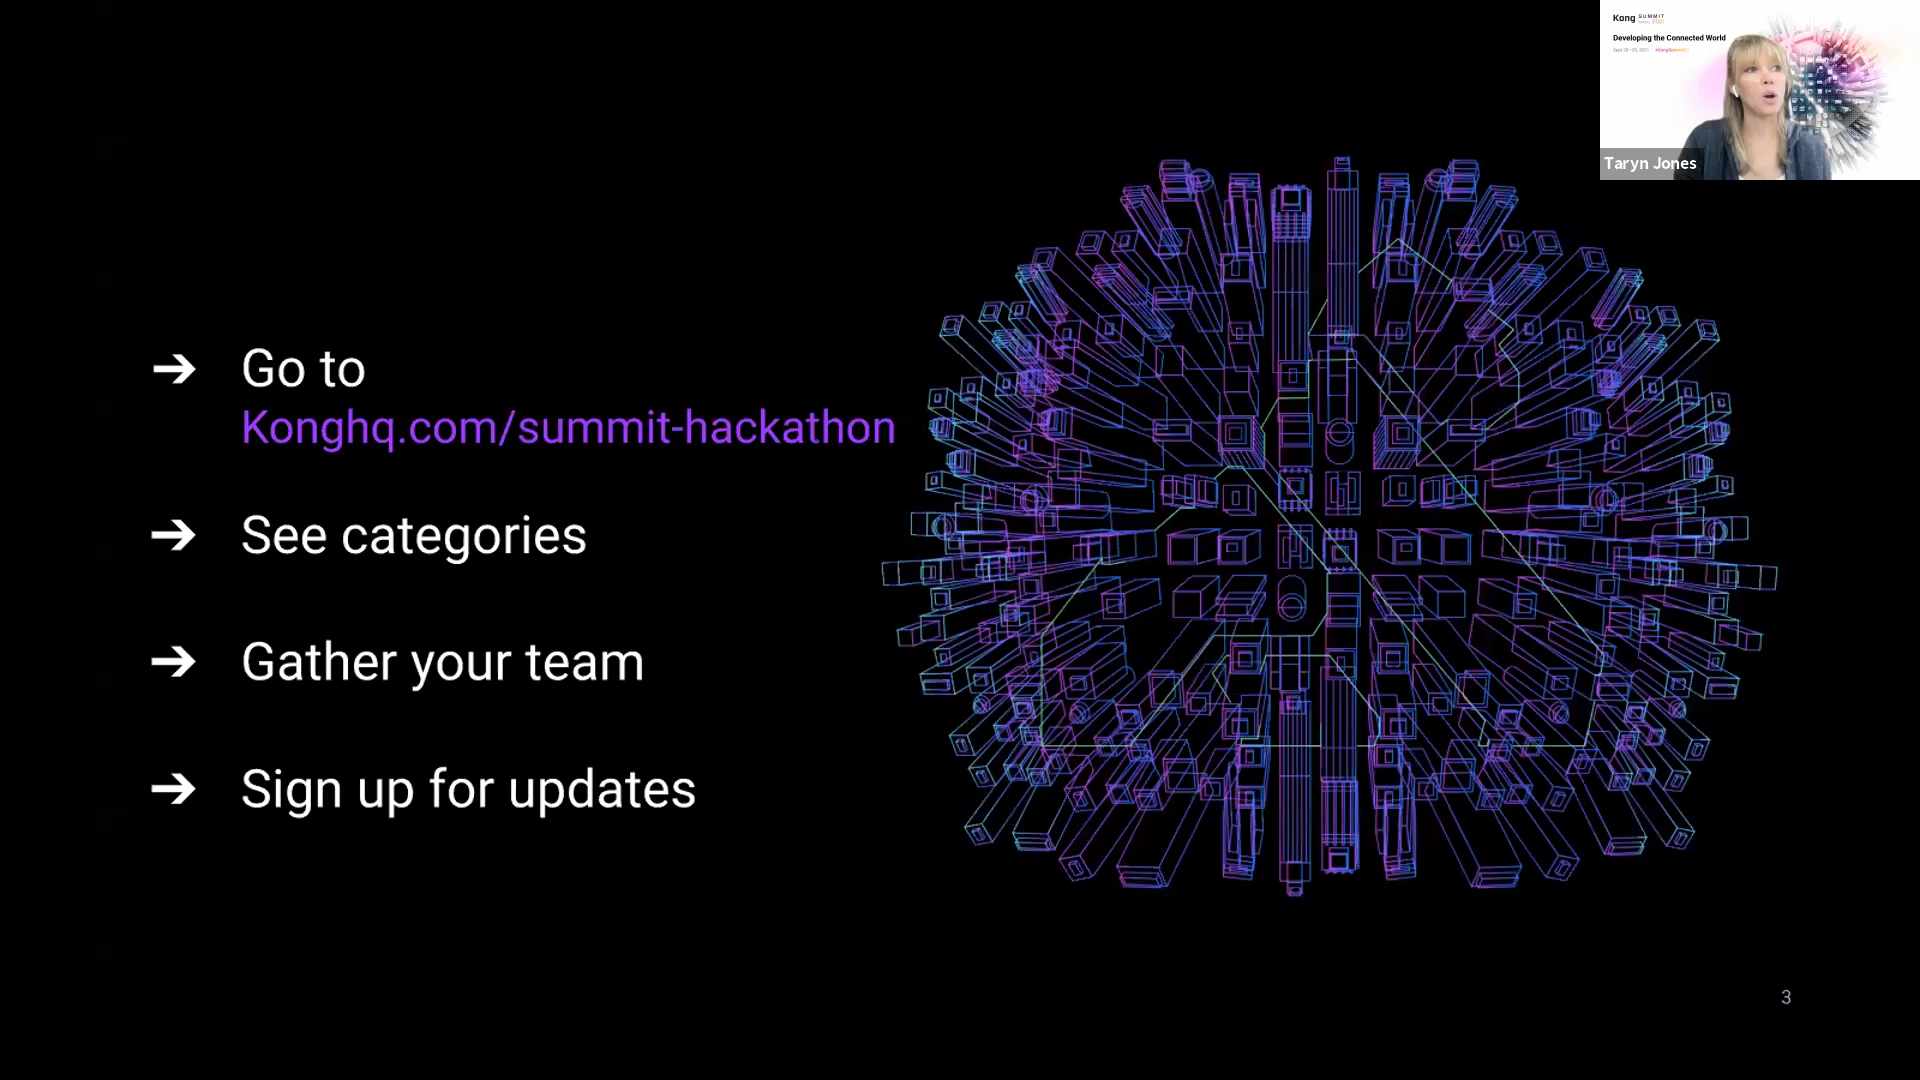 Kong SUMMIT
Developing the Connected World
Taryn Jones
➔ Go to
Konghq.com/summit-hackathon
➔ See categories
➔ Gather your team
➔ Sign up for updates
3